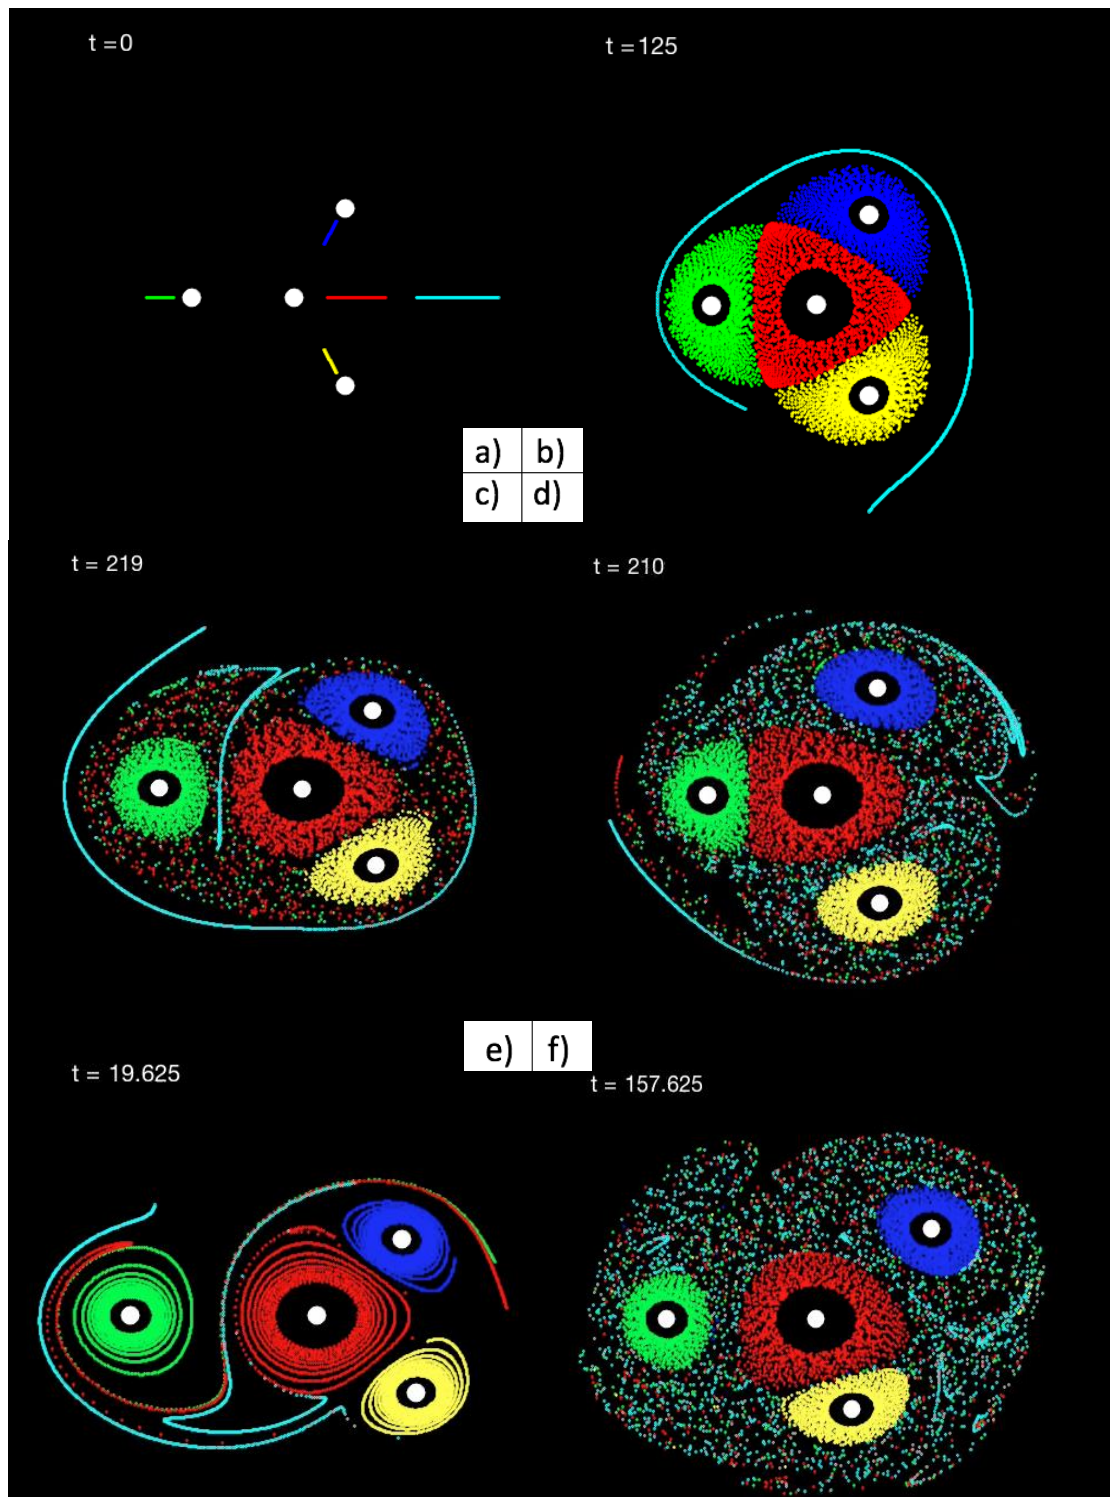 t =0
t =125
a) b)
c) d)
t = 219
t = 210
e) f)
t = 19.625
t = 157.625